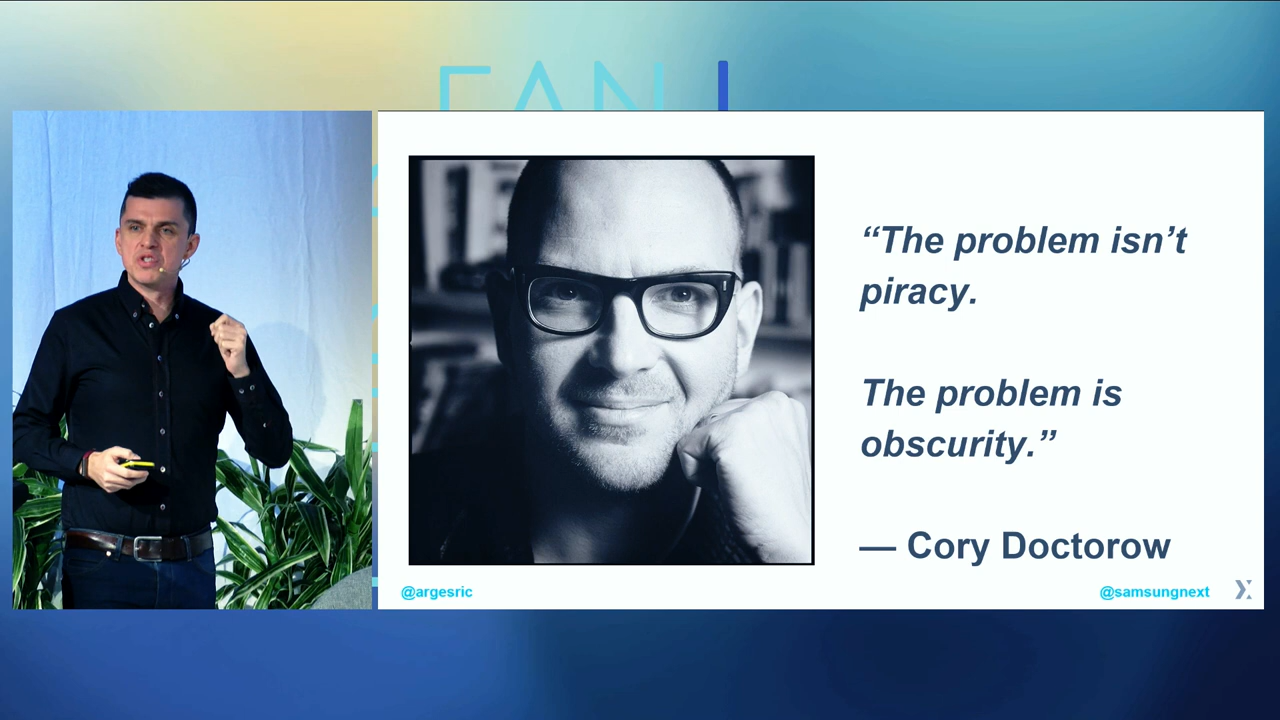 “The problem isn’t
piracy.
The problem is
obscurity.”
— Cory Doctorow
@argesric
@samsungnext